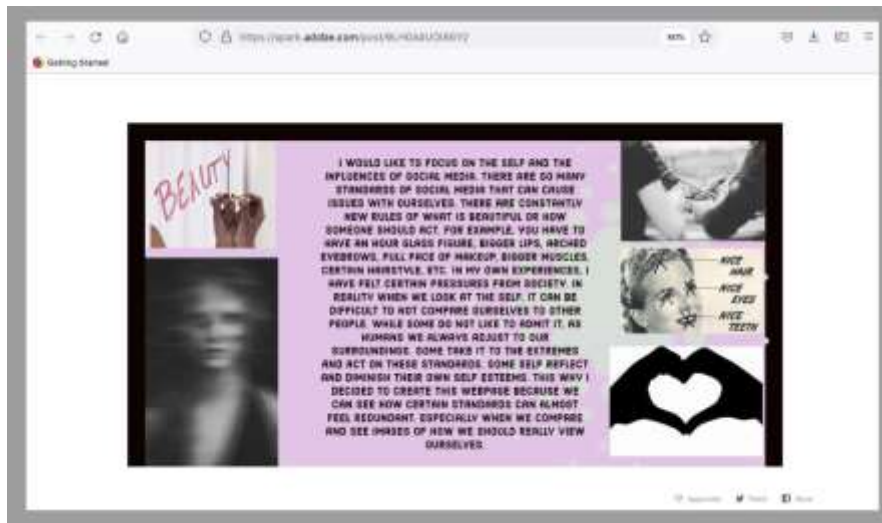 https://spark.adobe.com/post/
Getting Started
BEAUTY
I WOULD LIKE TO FOCUS ON THE SELF AND THE
INFLUENCES OF SOCIAL MEDIA. THERE ARE SO MANY
STANDARDS OF SOCIAL MEDIA THAT CAN CAUSE
ISSUES WITH OURSELVES. THERE ARE CONSTANTLY
NEW RULES OF WHAT IS BEAUTIFUL OR HOW
SOMEONE SHOULD ACT. FOR EXAMPLE, YOU HAVE TO
HAVE AN HOUR GLASS FIGURE, BIGGER LIPS, ARCHED
EYEBROWS, FULL FACE OF MAKEUP, BIGGER MUSCLES,
CERTAIN HAIRSTYLE, ETC. IN MY OWN EXPERIENCES, I
HAVE FELT CERTAIN PRESSURES FROM SOCIETY. IN
REALITY WHEN WE LOOK AT THE SELF, IT CAN BE
DIFFICULT TO NOT COMPARE OURSELVES TO OTHER
PEOPLE. WHILE SOME DO NOT LIKE TO ADMIT IT, AS
HUMANS WE ALWAYS ADJUST TO OUR
SURROUNDINGS. SOME TAKE IT TO THE EXTREMES
AND ACT ON THESE STANDARDS. SOME SELF REFLECT
AND DIMINISH THEIR OWN SELF ESTEEMS. THIS WHY I
DECIDED TO CREATE THIS WEBPAGE BECAUSE WE
CAN SEE HOW CERTAIN STANDARDS CAN ALMOST
FEEL REDUNDANT. ESPECIALLY WHEN WE COMPARE
AND SEE IMAGES OF HOW WE SHOULD REALLY VIEW
OURSELVES.
NICE
HAIR
NICE
EYES
NICE
TEETH